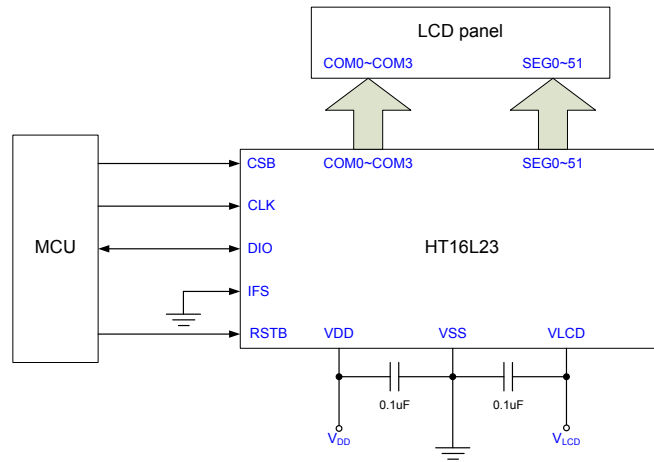 LCD panel
COM0~COM3 SEG0~51
CSB COM0~COM3 SEG0~51
CLK
MCU DIO HT16L23
IFS
RSTB VDD VSS VLCD
0.1uF 0.1uF
VDD VLCD